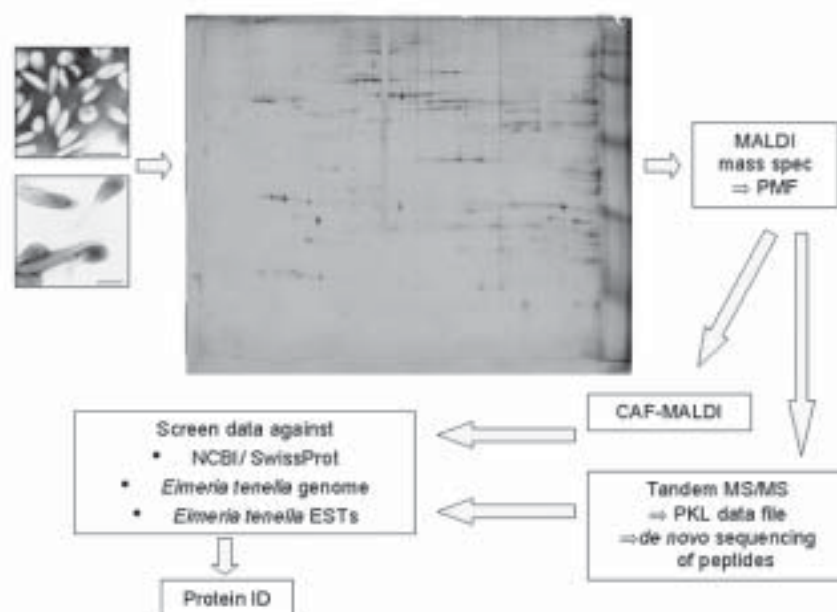 MALDI
mass spec
⇒ PMF
CAF-MALDI
Tandem MS/MS
⇒ PKL data file
⇒de novo sequencing
of peptides
Screen data against
• NCBI/ SwissProt
• Eimeria tenella genome
• Eimeria tenella ESTs
Protein ID